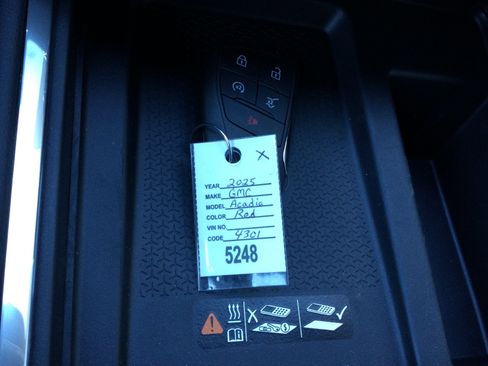 X
YEAR 2025
MAKE GMC
MODEL Acadia
COLOR Red
VIN NO.
CODE 4301
5248